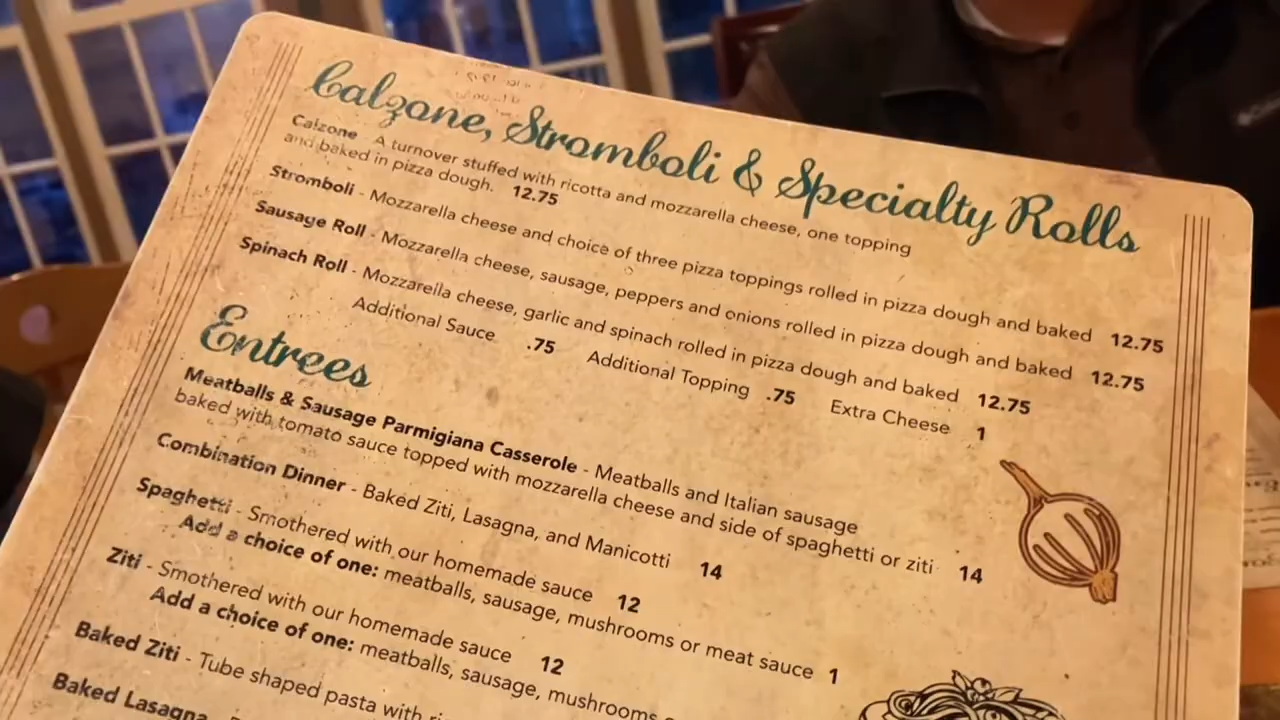 Calzone, Stromboli & Specialty Rolls
Calzone - A turnover stuffed with ricotta and mozzarella cheese, one topping
and baked in pizza dough. 12.75
Stromboli - Mozzarella cheese and choice of three pizza toppings rolled in pizza dough and baked 12.75
Sausage Roll - Mozzarella cheese, sausage, peppers and onions rolled in pizza dough and baked 12.75
Spinach Roll - Mozzarella cheese, garlic and spinach rolled in pizza dough and baked 12.75
Additional Sauce .75 Additional Topping .75 Extra Cheese 1
Entrees
Meatballs & Sausage Parmigiana Casserole - Meatballs and Italian sausage
baked with tomato sauce topped with mozzarella cheese and side of spaghetti or ziti 14
Combination Dinner - Baked Ziti, Lasagna, and Manicotti 14
Spaghetti - Smothered with our homemade sauce 12
Add a choice of one: meatballs, sausage, mushrooms or meat sauce 1
Ziti - Smothered with our homemade sauce 12
Add a choice of one: meatballs, sausage, mushrooms
Baked Ziti - Tube shaped pasta with
Baked Lasagna -